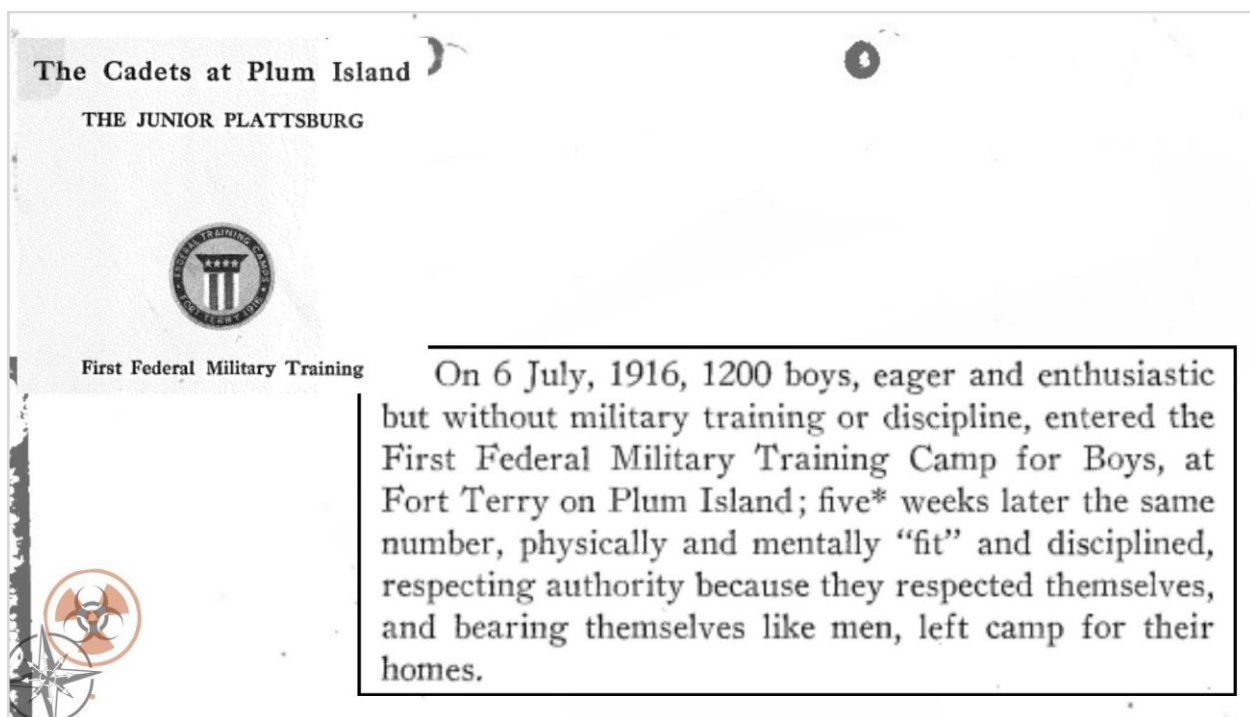 The Cadets at Plum Island
THE JUNIOR PLATTSBURG
FEDERAL TRAINING CAMPS
FORT TERRY 1916
First Federal Military Training
On 6 July, 1916, 1200 boys, eager and enthusiastic
but without military training or discipline, entered the
First Federal Military Training Camp for Boys, at
Fort Terry on Plum Island; five* weeks later the same
number, physically and mentally “fit” and disciplined,
respecting authority because they respected themselves,
and bearing themselves like men, left camp for their
homes.